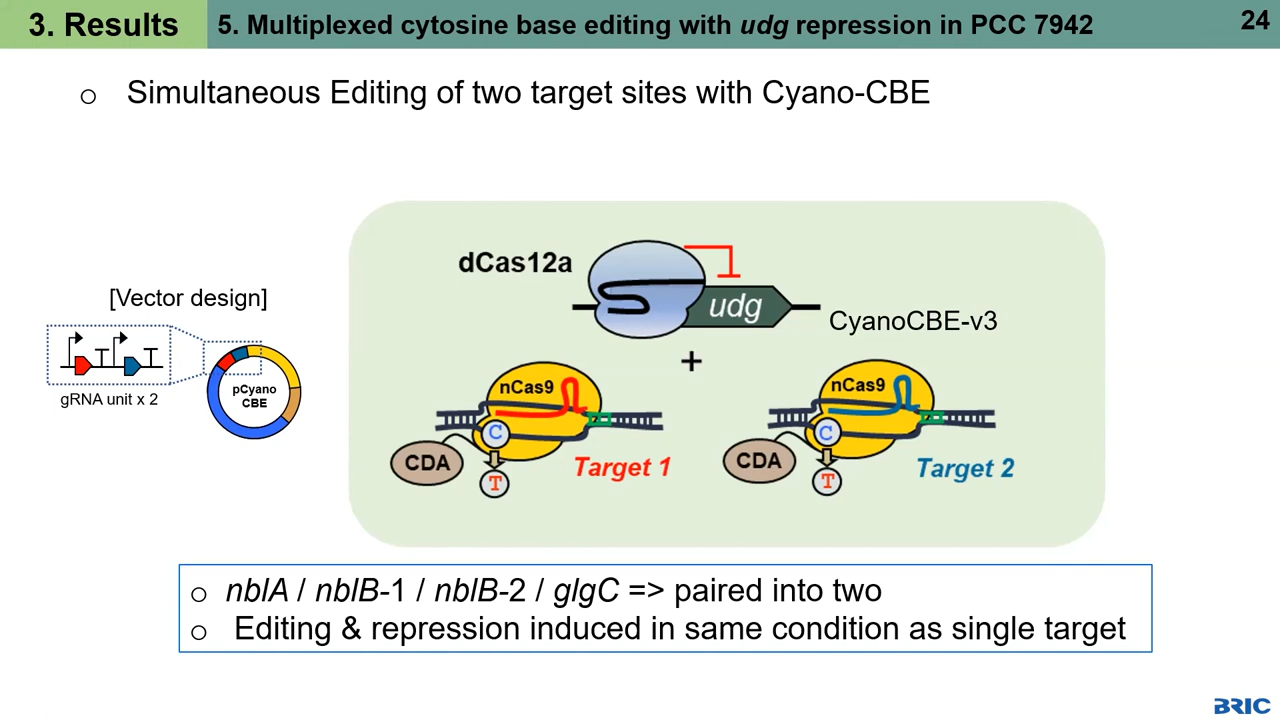 3. Results
5. Multiplexed cytosine base editing with udg repression in PCC 7942
24
o Simultaneous Editing of two target sites with Cyano-CBE
dCas12a
udg
[Vector design]
CyanoCBE-v3
+
pCyano
CBE
gRNA unit x 2
nCas9
C
CDA
T
Target 1
nCas9
C
CDA
T
Target 2
o nblA / nblB-1 / nblB-2 / glgC => paired into two
o Editing & repression induced in same condition as single target
BRIC